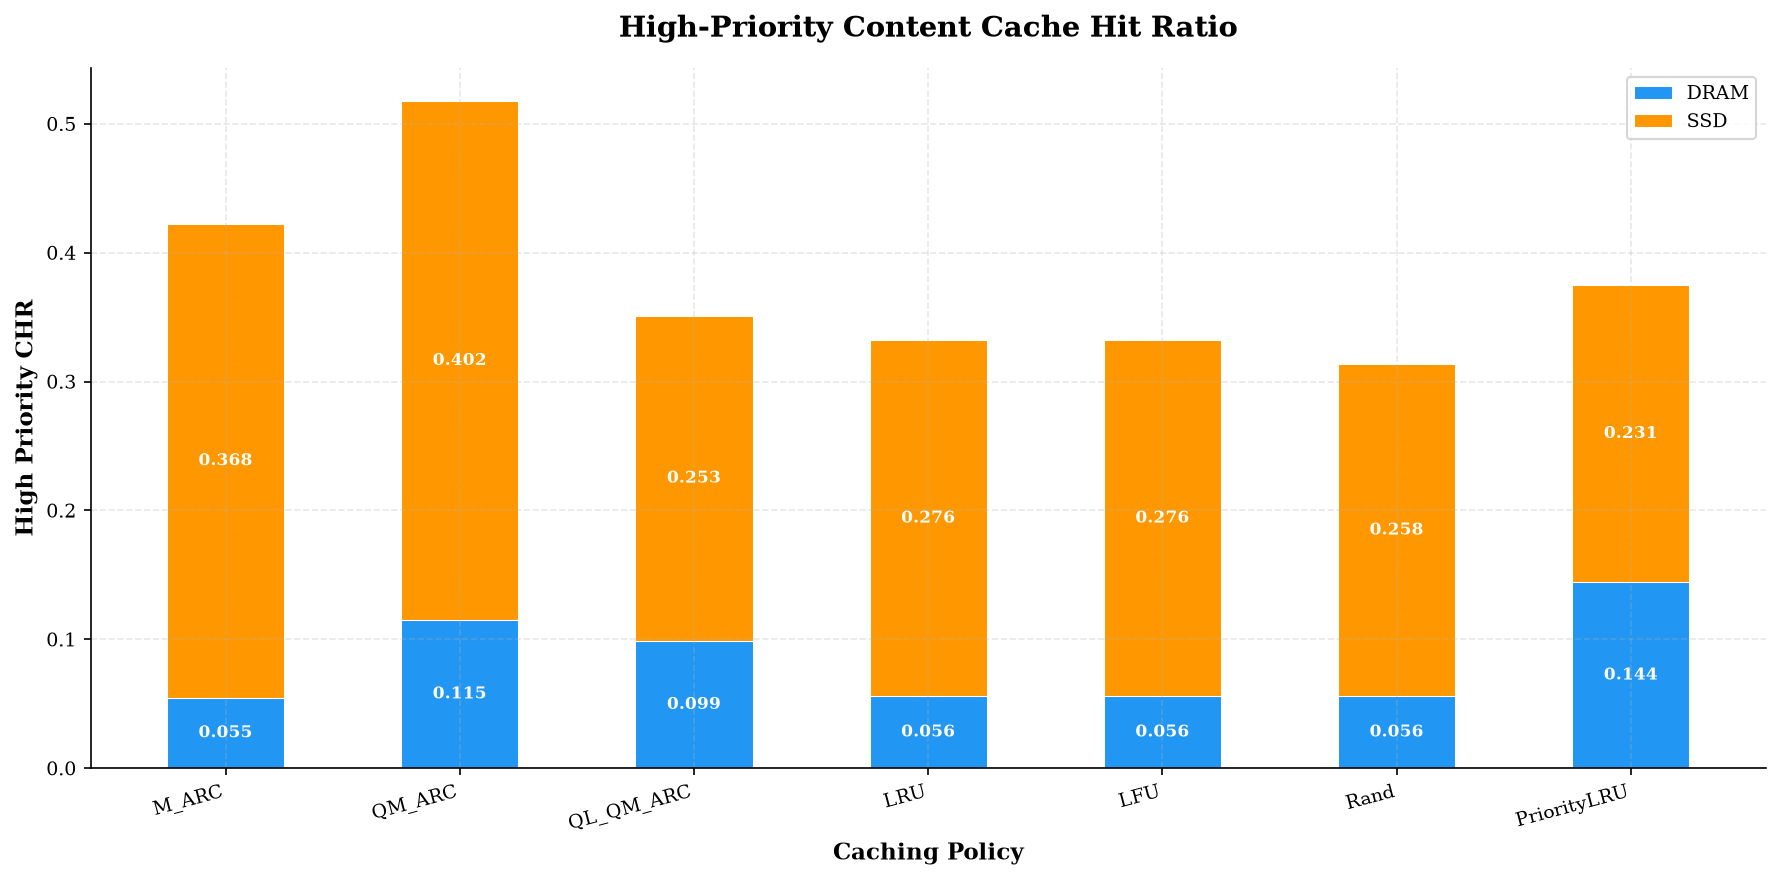 High-Priority Content Cache Hit Ratio
DRAM
SSD
High Priority CHR
0.5
0.4
0.3
0.2
0.1
0.0
0.368
0.055
0.402
0.115
0.253
0.099
0.276
0.056
0.276
0.056
0.258
0.056
0.231
0.144
M_ARC
QM_ARC
QL_QM_ARC
LRU
LFU
Rand
PriorityLRU
Caching Policy